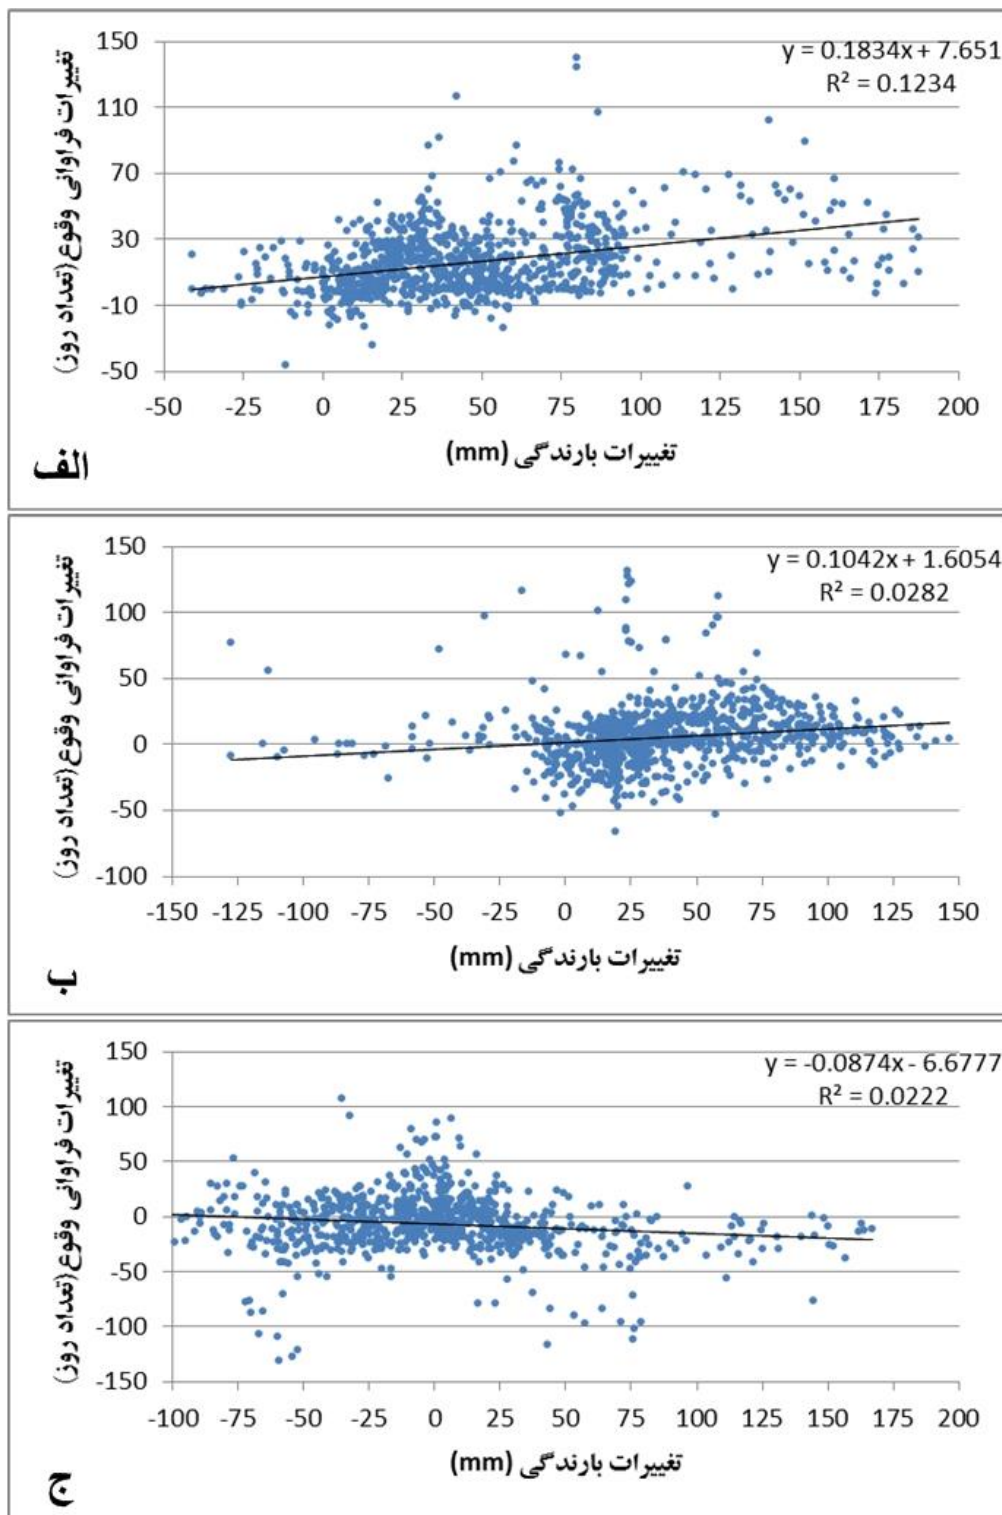 تغییرات فراوانی وقوع(تعداد روز)
150
110
70
30
-10
-50
y = 0.1834x + 7.651
R² = 0.1234
-50 -25 0 25 50 75 100 125 150 175 200
تغییرات بارندگی (mm)
الف
تغییرات فراوانی وقوع(تعداد روز)
150
100
50
0
-50
-100
y = 0.1042x + 1.6054
R² = 0.0282
-150 -125 -100 -75 -50 -25 0 25 50 75 100 125 150
تغییرات بارندگی (mm)
ب
تغییرات فراوانی وقوع(تعداد روز)
150
100
50
0
-50
-100
-150
y = -0.0874x - 6.6777
R² = 0.0222
-100 -75 -50 -25 0 25 50 75 100 125 150 175 200
تغییرات بارندگی (mm)
ج